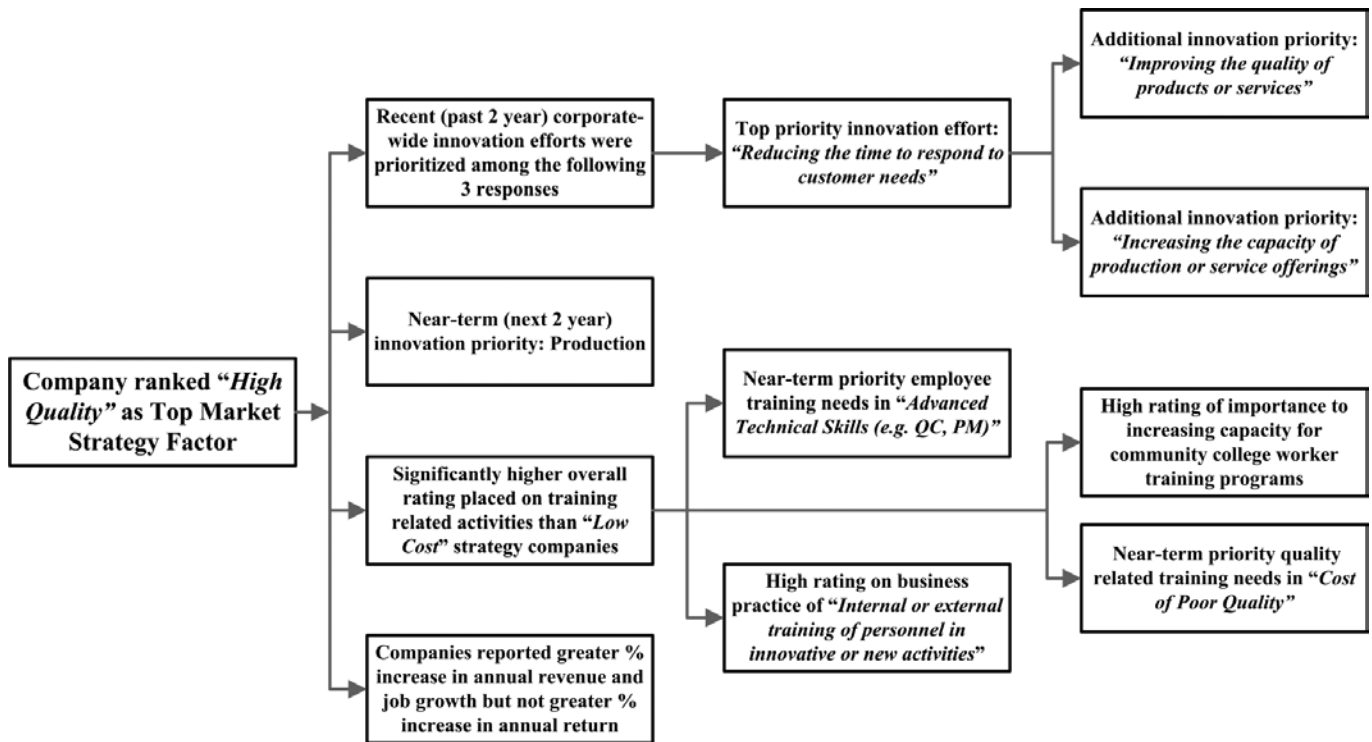 Company ranked “High
Quality” as Top Market
Strategy Factor
Recent (past 2 year) corporate-
wide innovation efforts were
prioritized among the following
3 responses
Top priority innovation effort:
“Reducing the time to respond to
customer needs”
Additional innovation priority:
“Improving the quality of
products or services”
Additional innovation priority:
“Increasing the capacity of
production or service offerings”
Near-term (next 2 year)
innovation priority: Production
Significantly higher overall
rating placed on training
related activities than “Low
Cost” strategy companies
Near-term priority employee
training needs in “Advanced
Technical Skills (e.g. QC, PM)”
High rating on business
practice of “Internal or external
training of personnel in
innovative or new activities”
High rating of importance to
increasing capacity for
community college worker
training programs
Near-term priority quality
related training needs in “Cost
of Poor Quality”
Companies reported greater %
increase in annual revenue and
job growth but not greater %
increase in annual return